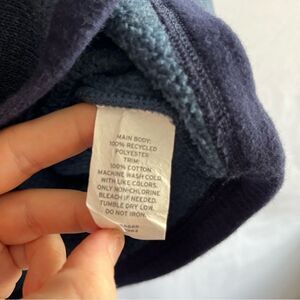 MAIN BODY:
100% RECYCLED
POLYESTER
TRIM:
100% COTTON
MACHINE WASH COLD
WITH LIKE COLORS.
ONLY NON-CHLORINE
BLEACH IF NEEDED.
TUMBLE DRY LOW.
DO NOT IRON.